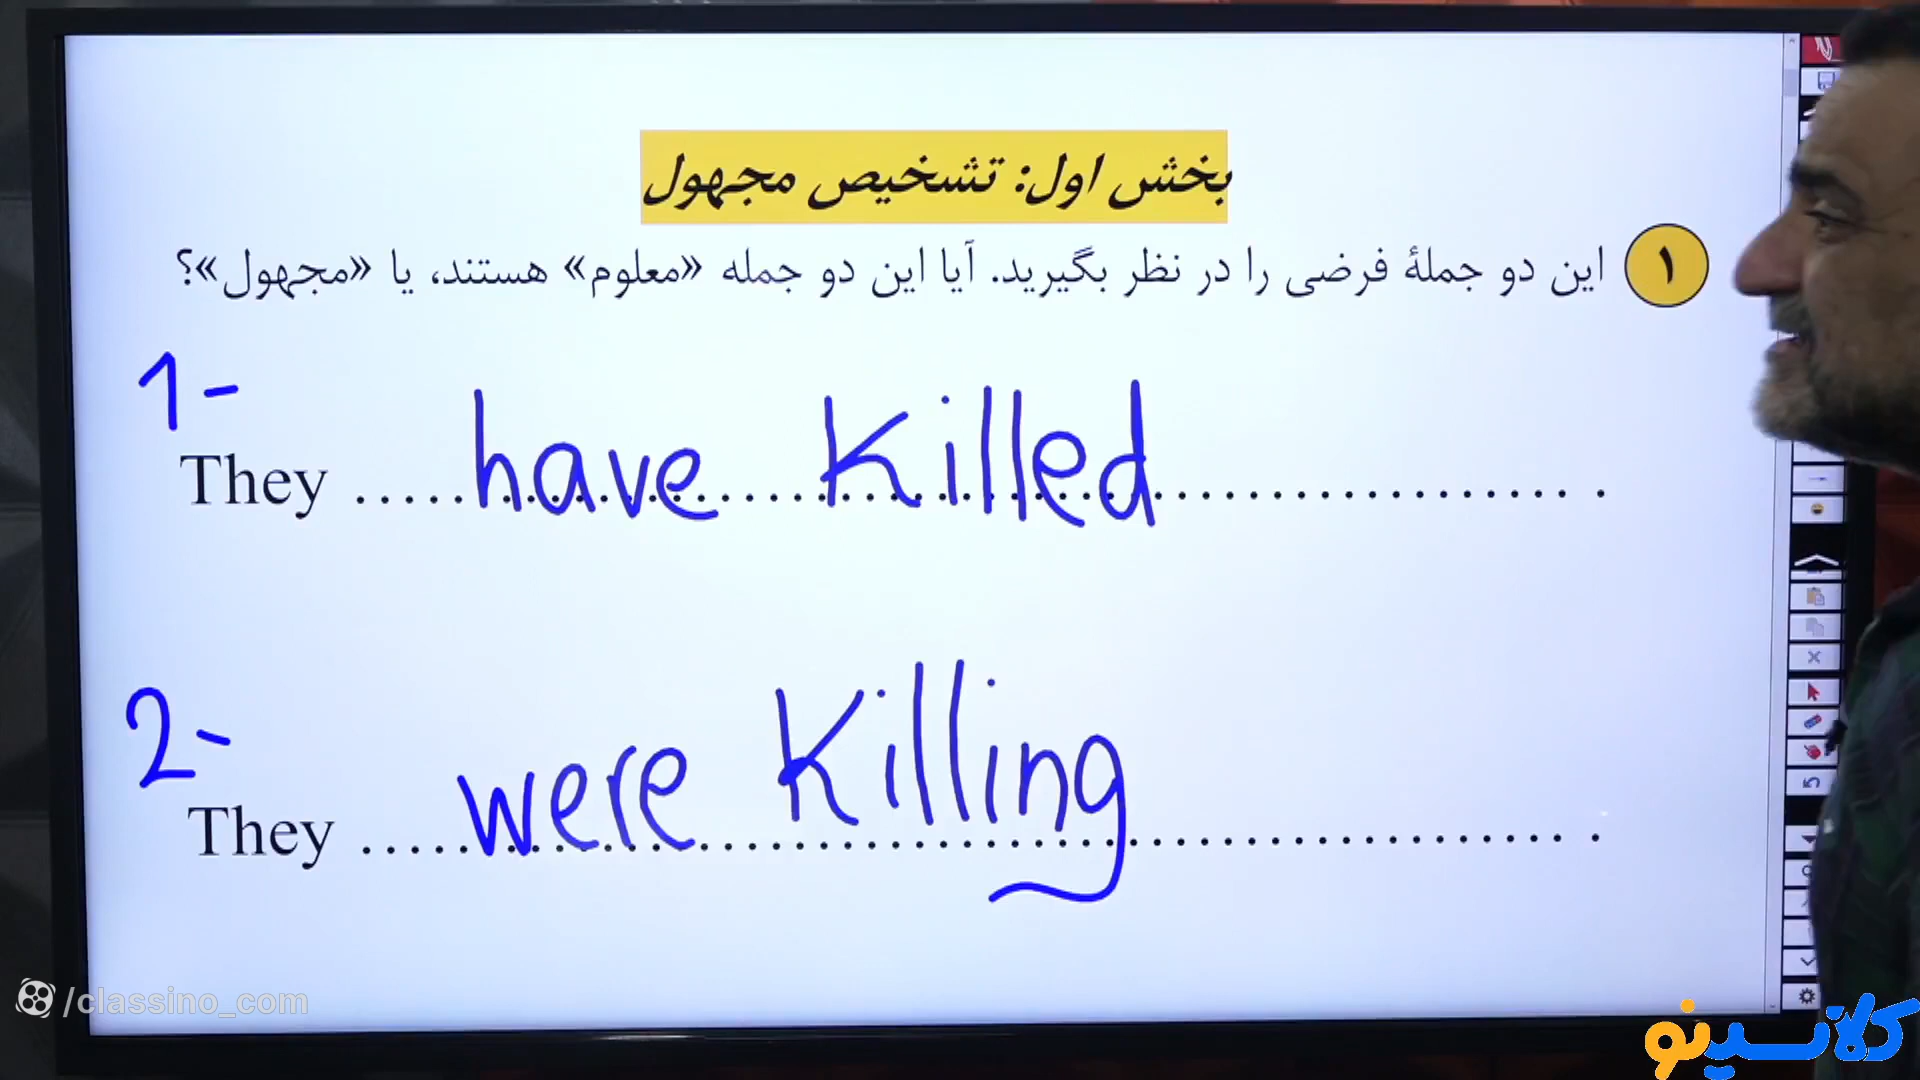 بخش اول: تشخیص مجهول
۱ این دو جملهٔ فرضی را در نظر بگیرید. آیا این دو جمله «معلوم» هستند، یا «مجهول»؟
1-
They ..... have killed .....
2-
They ..... were killing .....
/classino_com
کلاسینو